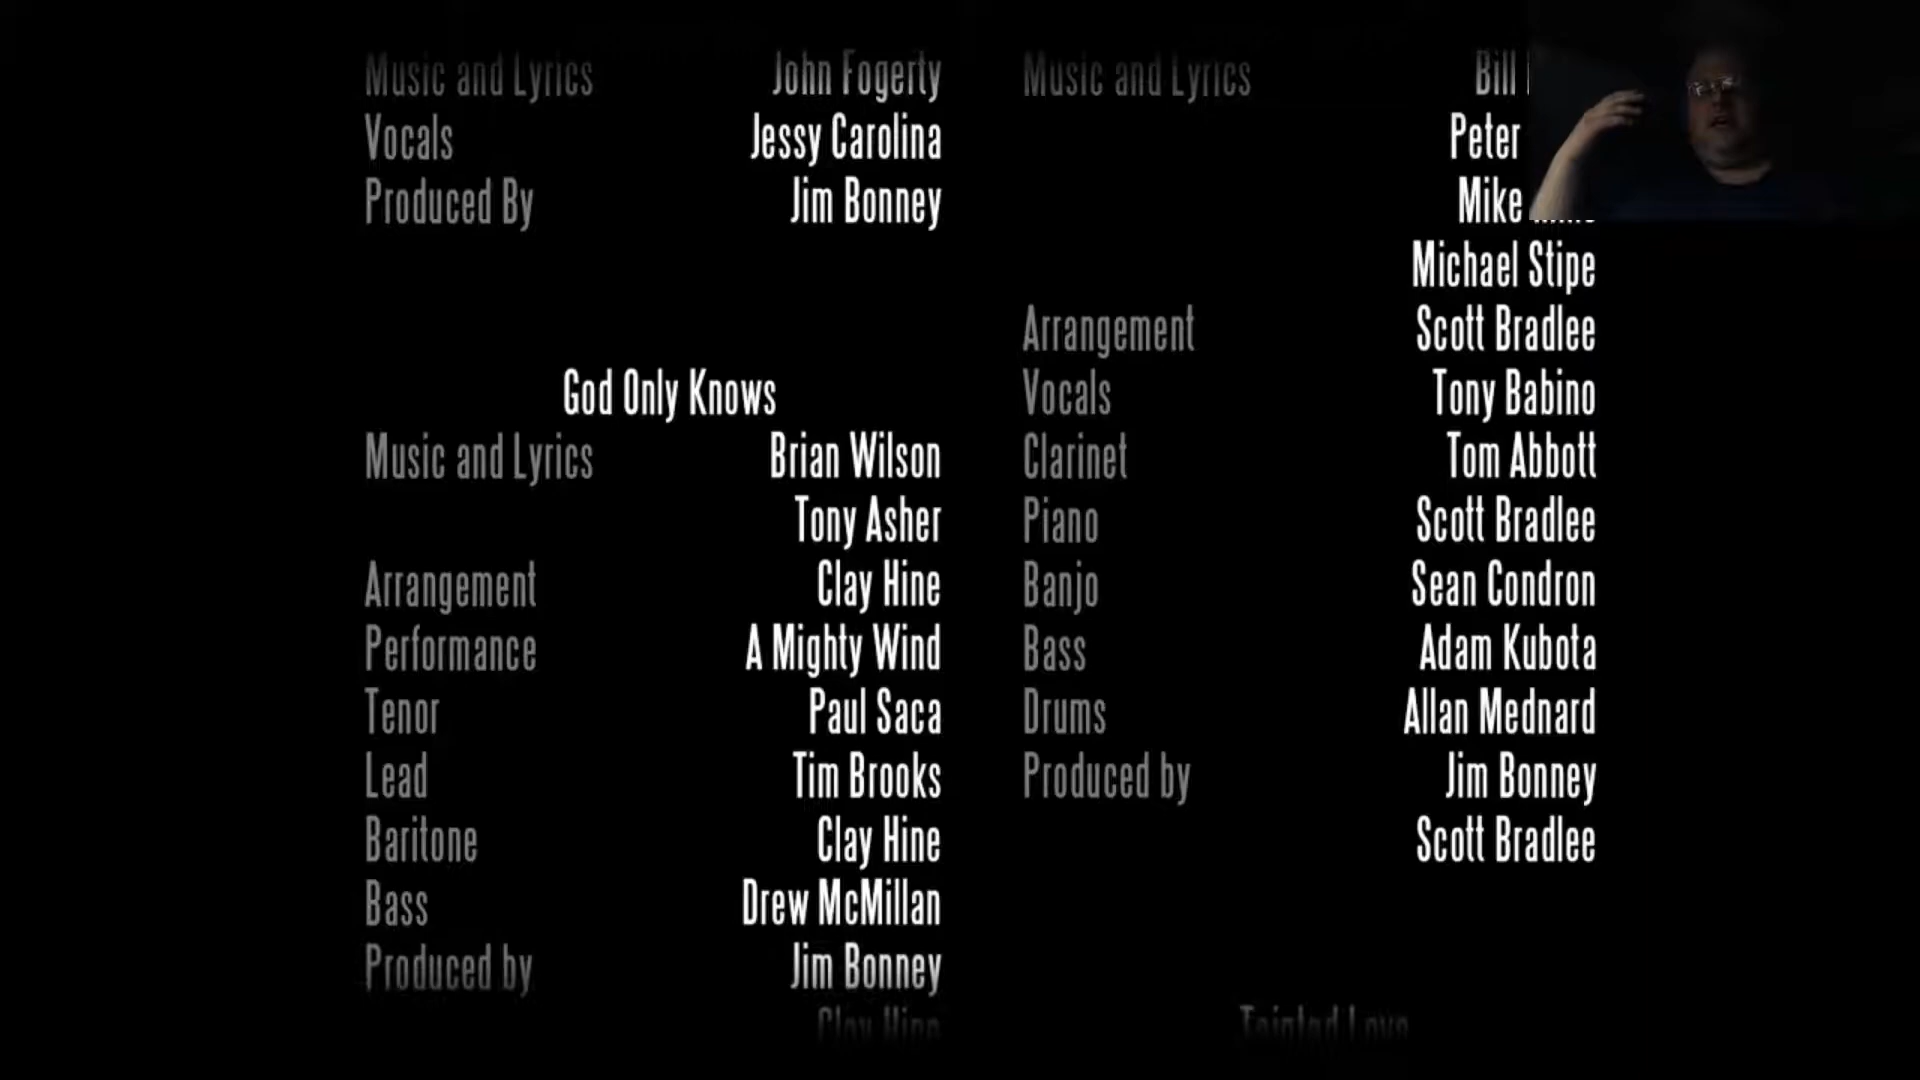 Music and Lyrics John Fogerty
Vocals Jessy Carolina
Produced By Jim Bonney
God Only Knows
Music and Lyrics Brian Wilson
Tony Asher
Arrangement Clay Hine
Performance A Mighty Wind
Tenor Paul Saca
Lead Tim Brooks
Baritone Clay Hine
Bass Drew McMillan
Produced by Jim Bonney
Clay Hine
Music and Lyrics Bill
Peter
Mike
Michael Stipe
Arrangement Scott Bradlee
Vocals Tony Babino
Clarinet Tom Abbott
Piano Scott Bradlee
Banjo Sean Condron
Bass Adam Kubota
Drums Allan Mednard
Produced by Jim Bonney
Scott Bradlee
Tainted Love